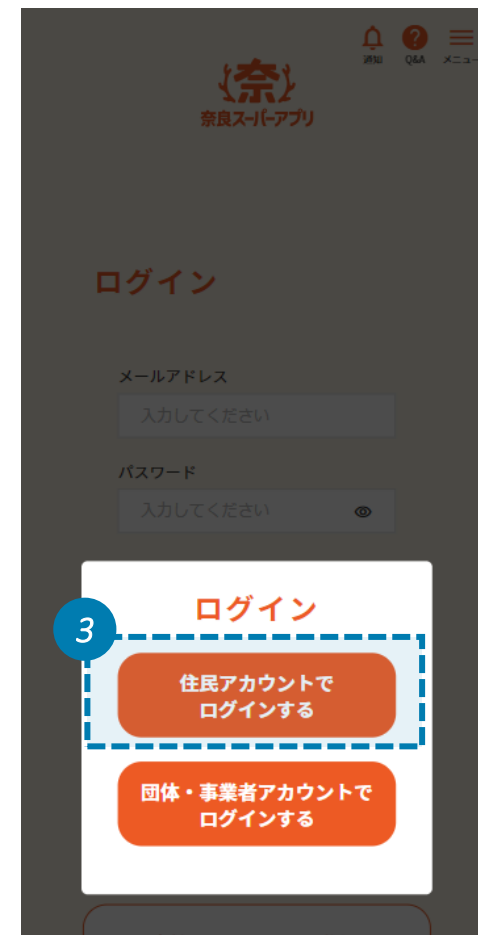 通知 Q&A メニュー
奈
奈良スーパーアプリ
ログイン
メールアドレス
入力してください
パスワード
入力してください
ログイン
3
住民アカウントで
ログインする
団体・事業者アカウントで
ログインする